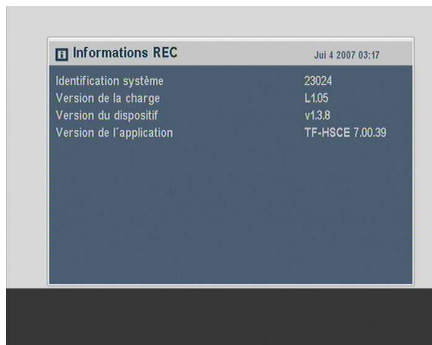 Informations REC
Jui 4 2007 03:17
Identification système 23024
Version de la charge L1.05
Version du dispositif v1.3.8
Version de l´application TF-HSCE 7.00.39